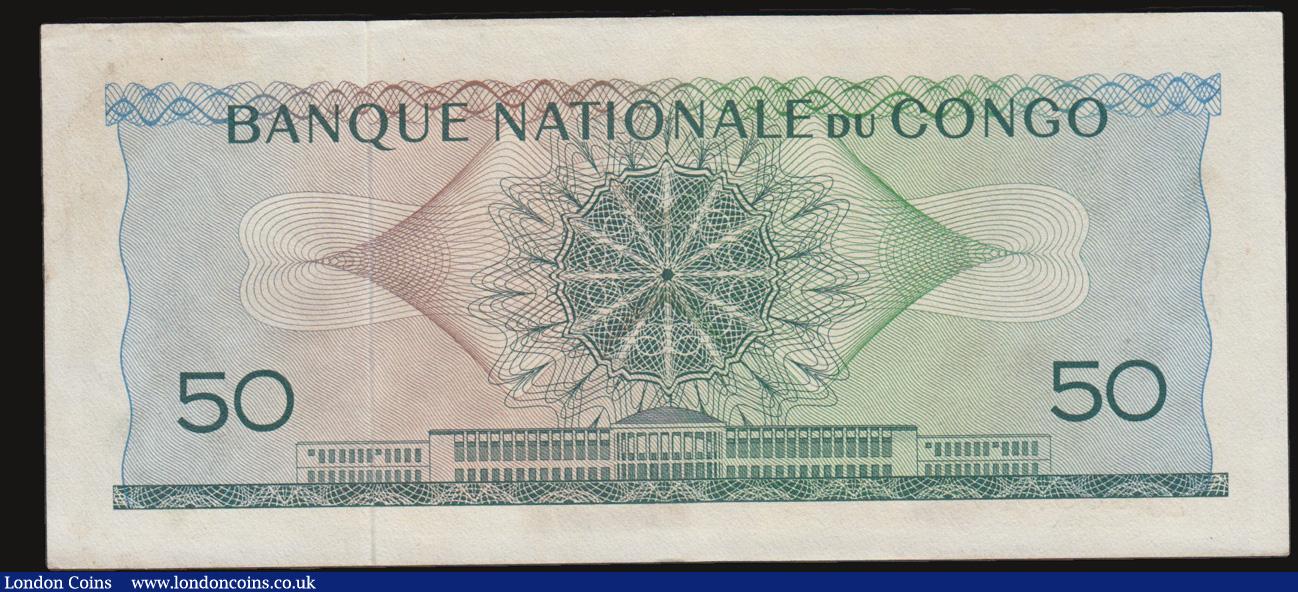 BANQUE NATIONALE DU CONGO
50 50
London Coins www.londoncoins.co.uk